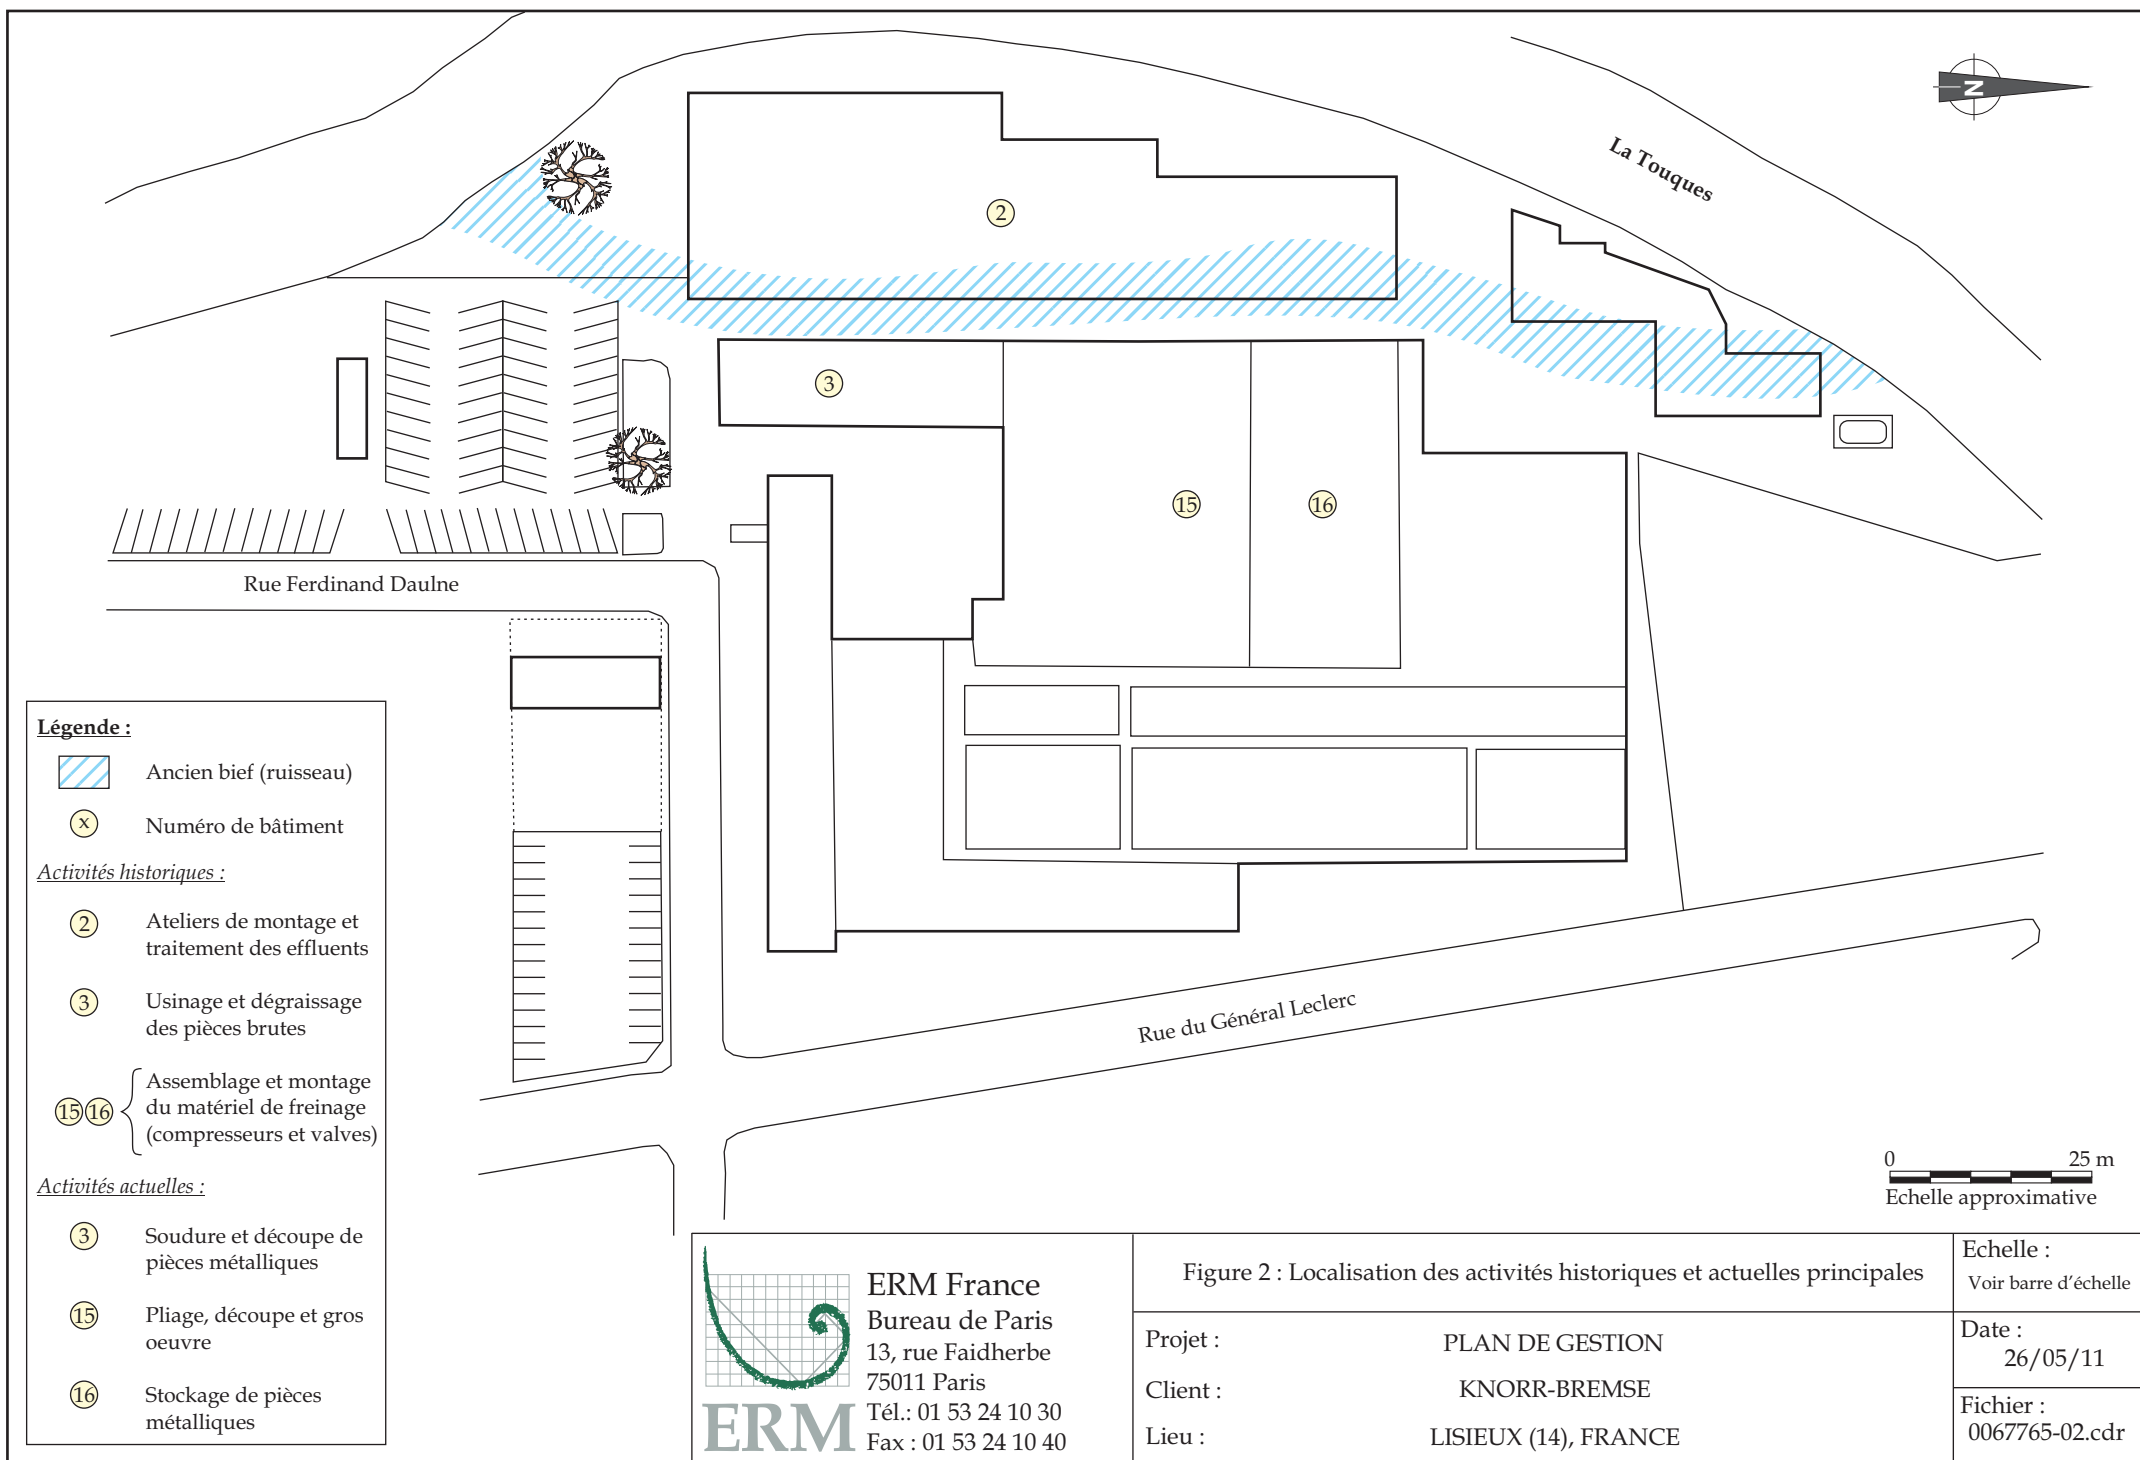 N
La Touques
2
3
15
16
Rue Ferdinand Daulne
Rue du Général Leclerc
Légende :
Ancien bief (ruisseau)
x
Numéro de bâtiment
Activités historiques :
2
Ateliers de montage et
traitement des effluents
3
Usinage et dégraissage
des pièces brutes
15 16
Assemblage et montage
du matériel de freinage
(compresseurs et valves)
Activités actuelles :
3
Soudure et découpe de
pièces métalliques
15
Pliage, découpe et gros
oeuvre
16
Stockage de pièces
métalliques
0 25 m
Echelle approximative
ERM
ERM France
Bureau de Paris
13, rue Faidherbe
75011 Paris
Tél.: 01 53 24 10 30
Fax : 01 53 24 10 40
Figure 2 : Localisation des activités historiques et actuelles principales
Projet : PLAN DE GESTION
Client : KNORR-BREMSE
Lieu : LISIEUX (14), FRANCE
Echelle :
Voir barre d'échelle
Date :
26/05/11
Fichier :
0067765-02.cdr